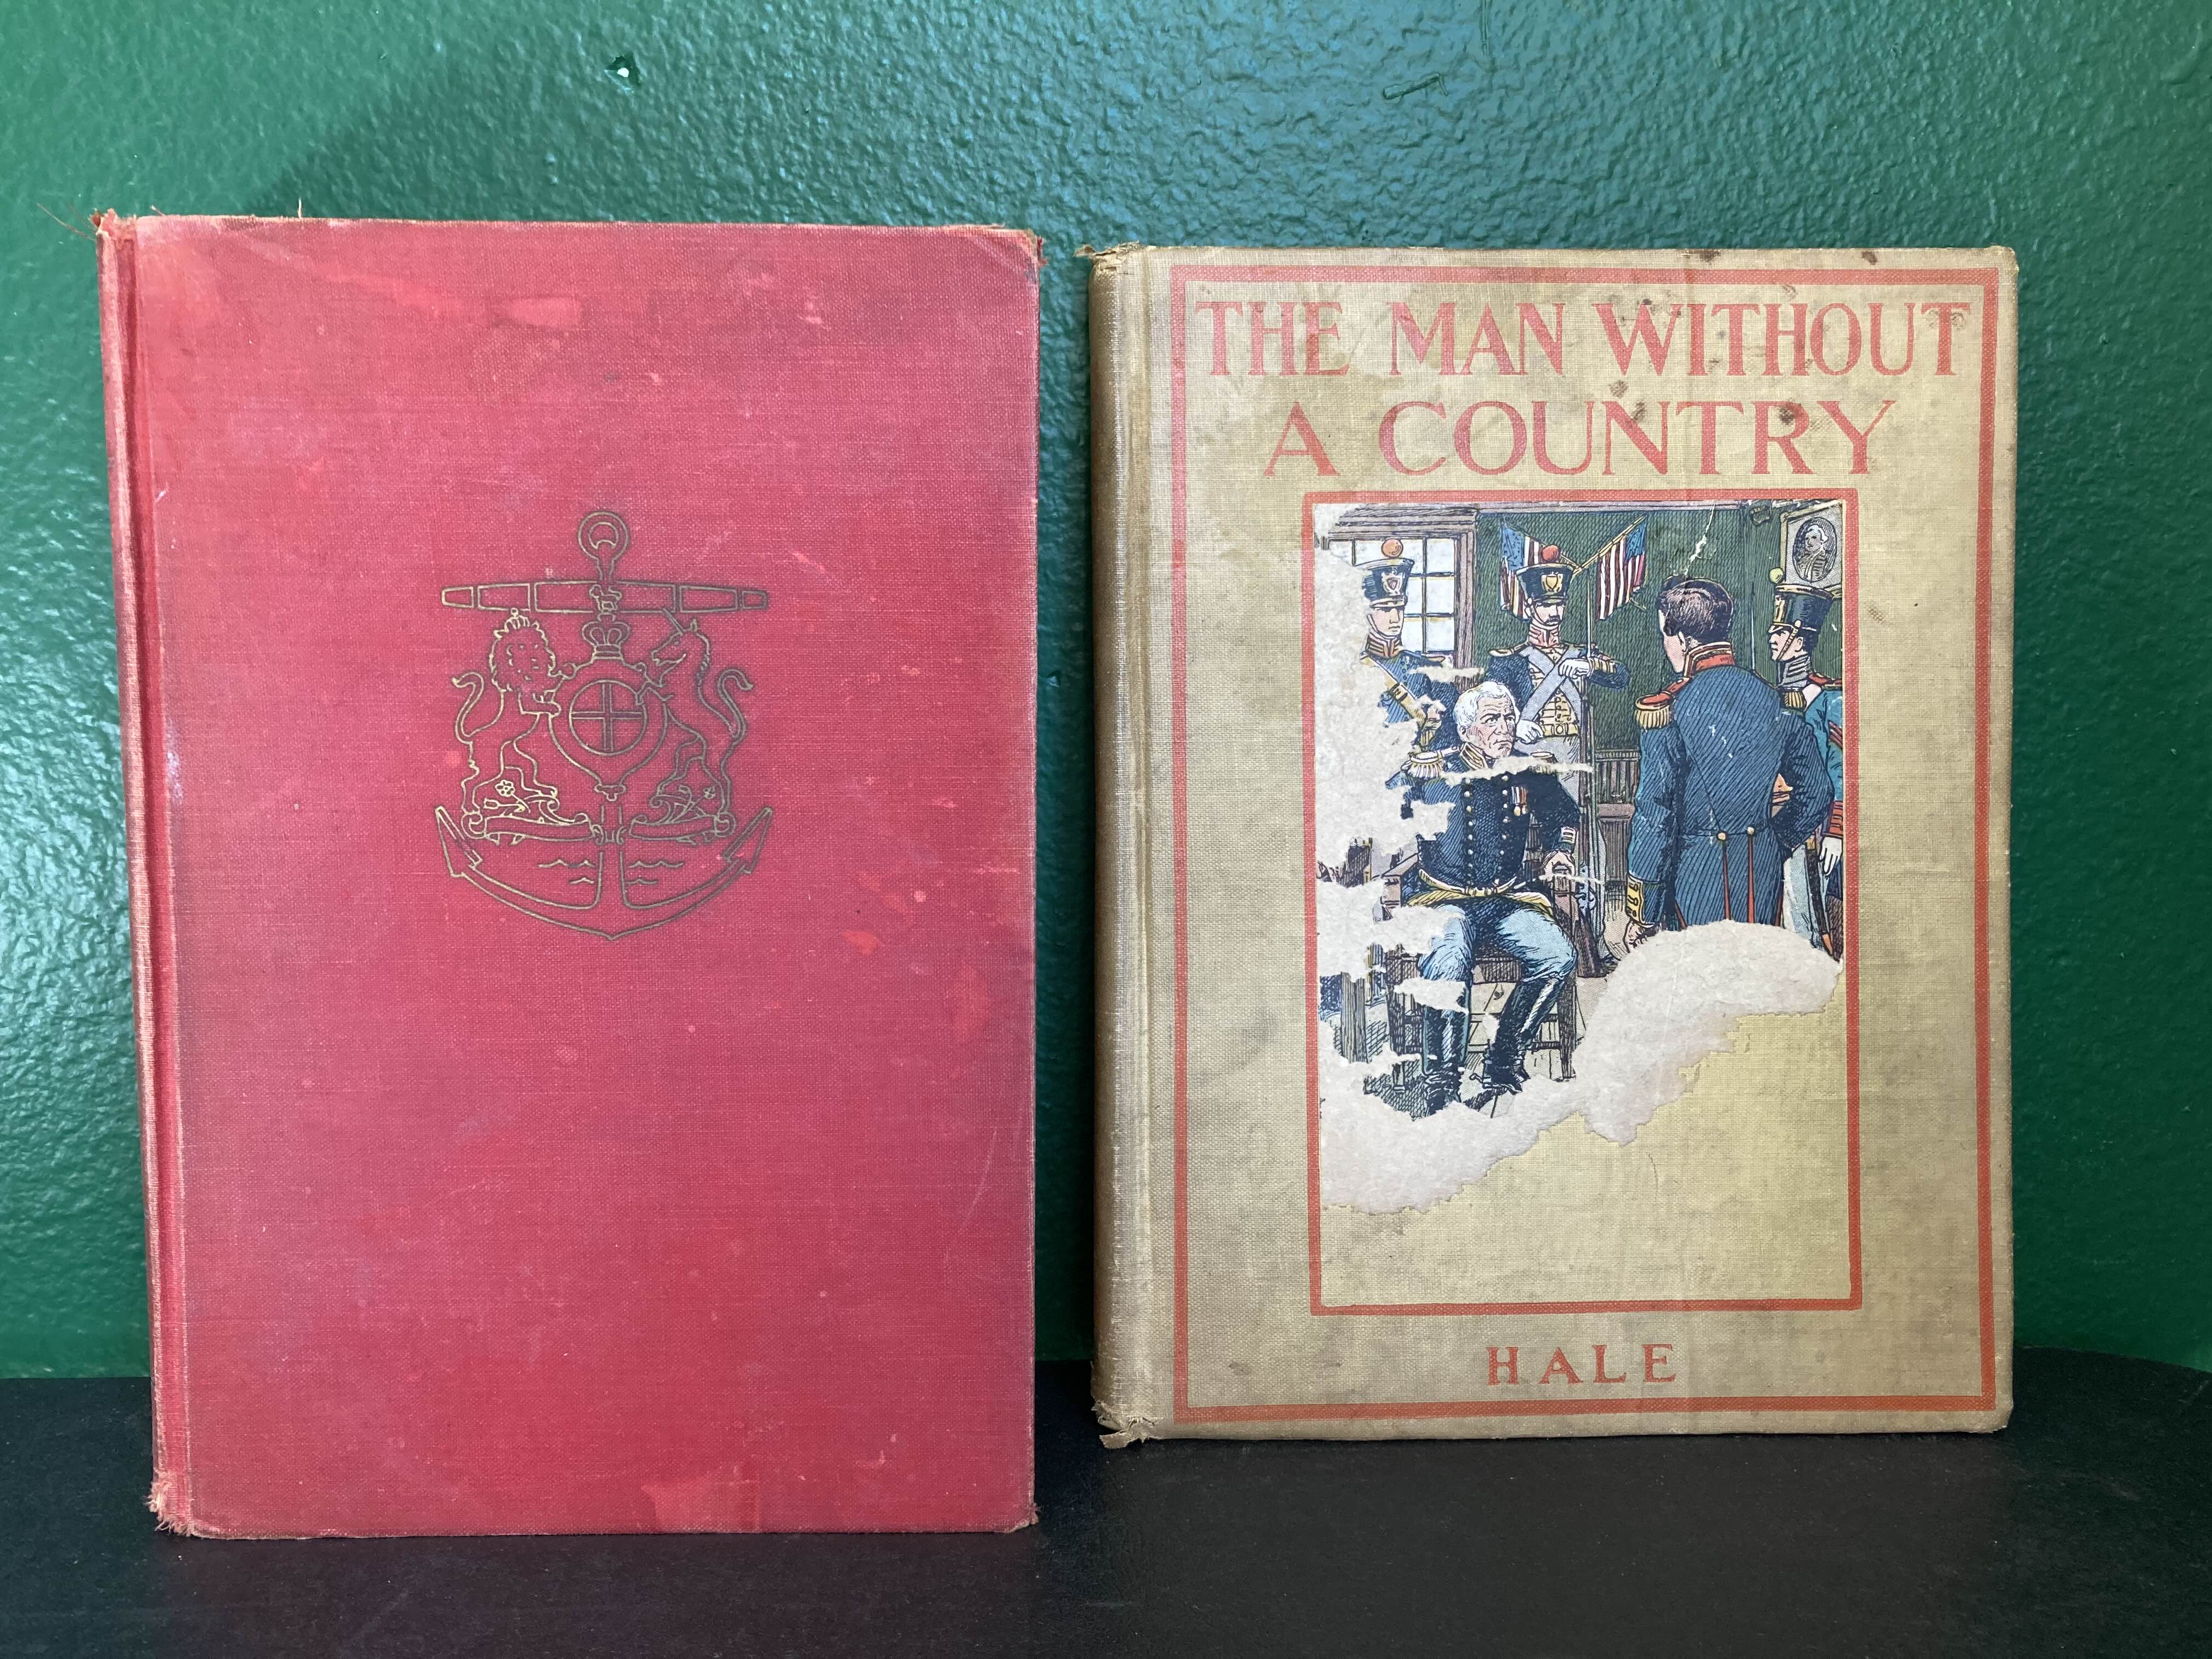 THE MAN WITHOUT
A COUNTRY
HALE